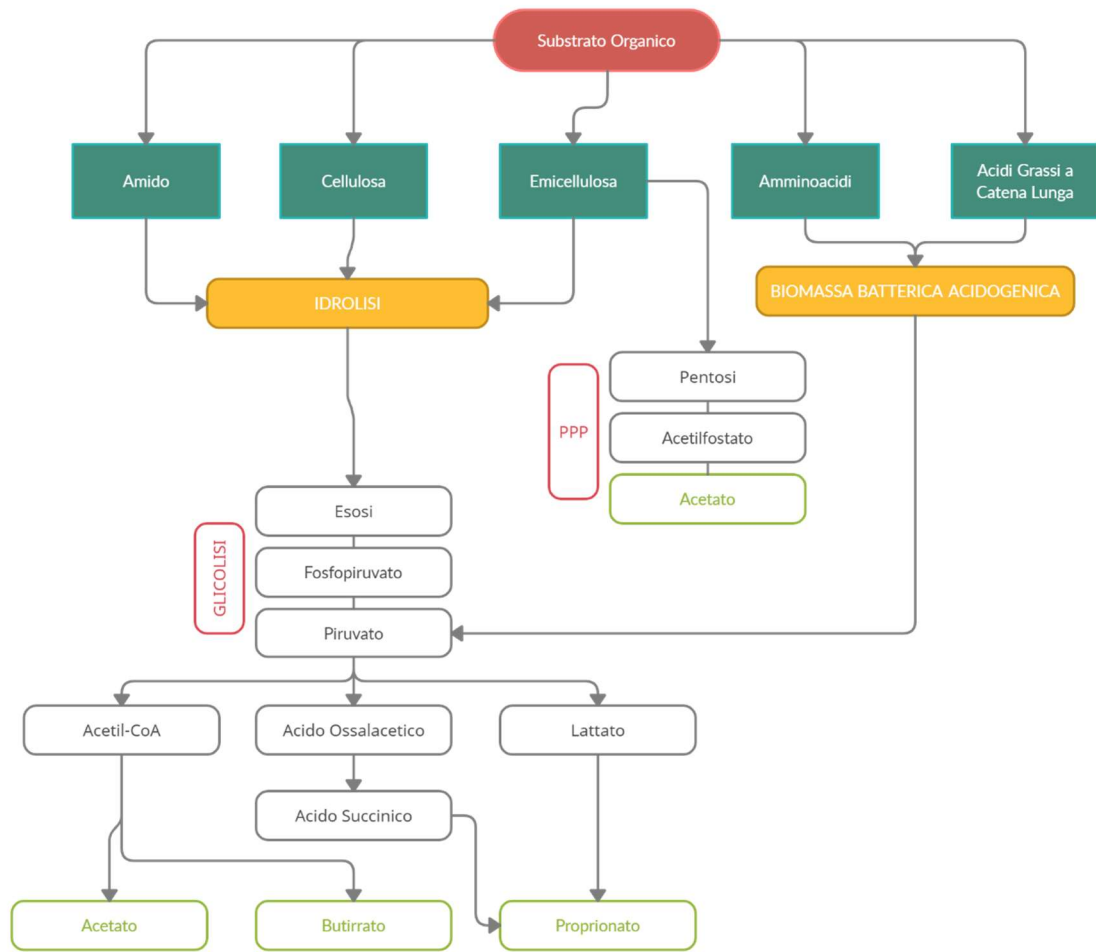 Substrato Organico
Amido
Cellulosa
Emicellulosa
Amminoacidi
Acidi Grassi a
Catena Lunga
IDROLISI
BIOMASSA BATTERICA ACIDOGENICA
PPP
Pentosi
Acetilfostato
Acetato
GLICOLISI
Esosi
Fosfopiruvato
Piruvato
Acetil-CoA
Acido Ossalacetico
Lattato
Acido Succinico
Acetato
Butirrato
Proprionato